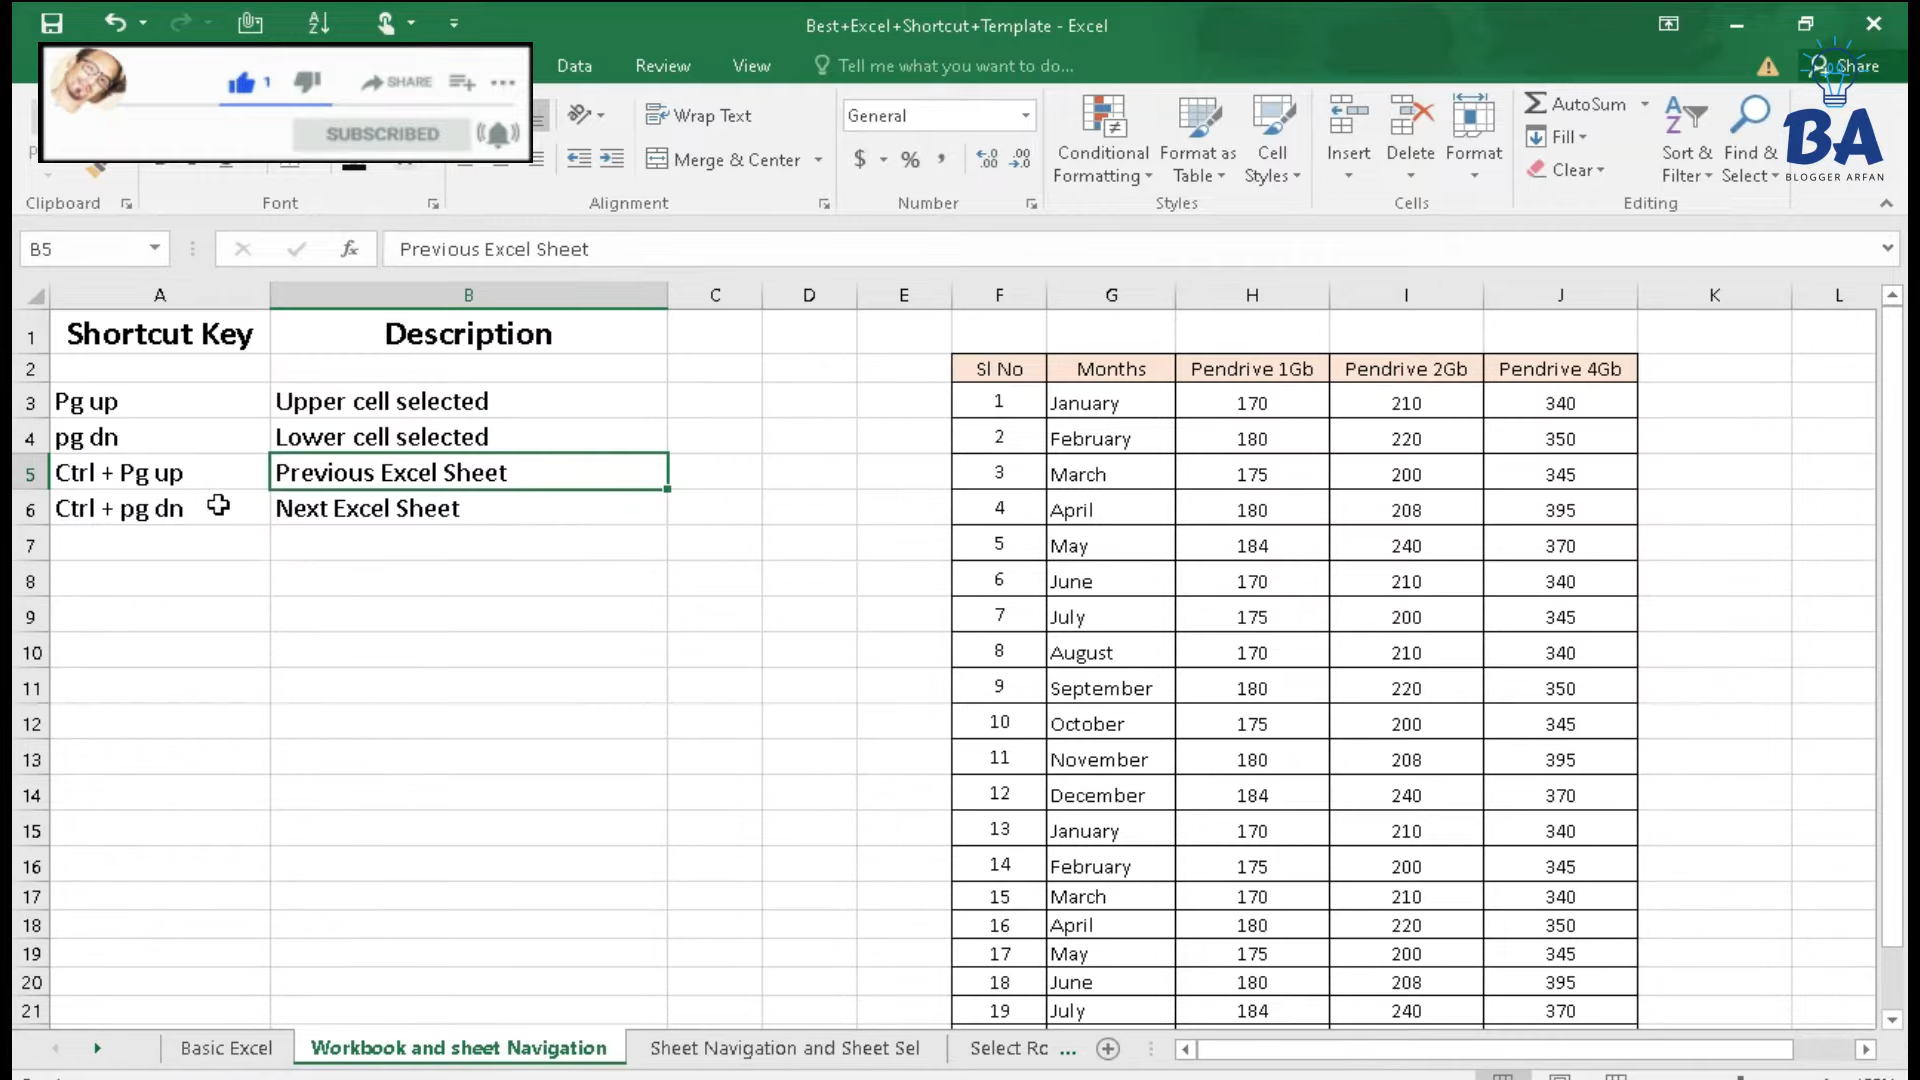 Best+Excel+Shortcut+Template - Excel
1 SHARE
SUBSCRIBED
Data Review View Tell me what you want to do... Share
BA
BLOGGER ARFAN
Wrap Text General AutoSum
Merge & Center $ % Conditional Formatting Format as Table Cell Styles Insert Delete Format Fill Clear Sort & Filter Find & Select
Clipboard Font Alignment Number Styles Cells Editing
B5 fx Previous Excel Sheet
A B C D E F G H I J K L
1 Shortcut Key Description
2 Sl No Months Pendrive 1Gb Pendrive 2Gb Pendrive 4Gb
3 Pg up Upper cell selected 1 January 170 210 340
4 pg dn Lower cell selected 2 February 180 220 350
5 Ctrl + Pg up Previous Excel Sheet 3 March 175 200 345
6 Ctrl + pg dn Next Excel Sheet 4 April 180 208 395
7 5 May 184 240 370
8 6 June 170 210 340
9 7 July 175 200 345
10 8 August 170 210 340
11 9 September 180 220 350
12 10 October 175 200 345
13 11 November 180 208 395
14 12 December 184 240 370
15 13 January 170 210 340
16 14 February 175 200 345
17 15 March 170 210 340
18 16 April 180 220 350
19 17 May 175 200 345
20 18 June 180 208 395
21 19 July 184 240 370
Basic Excel Workbook and sheet Navigation Sheet Navigation and Sheet Sel Select Rc ...